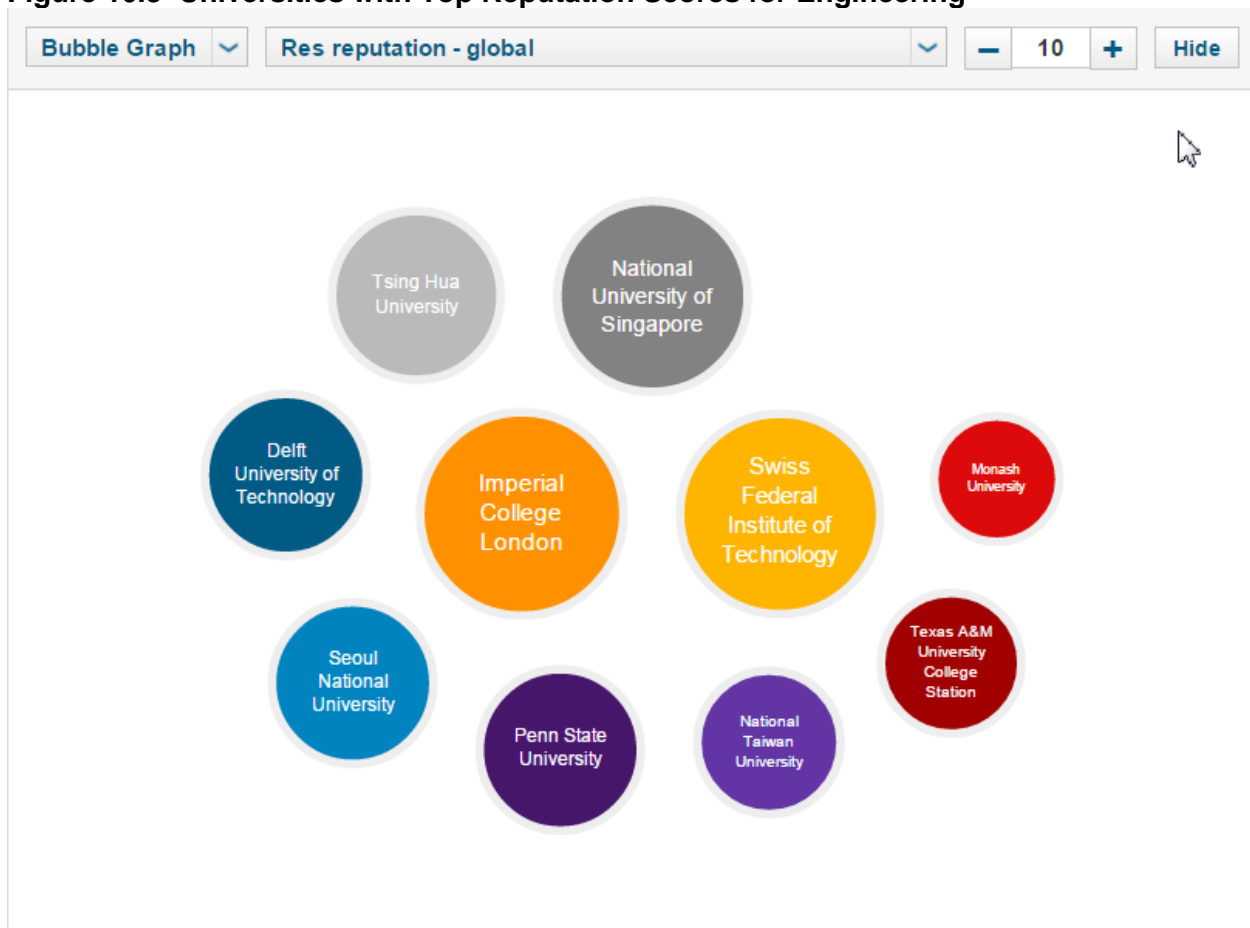 Bubble Graph
Res reputation - global
10
Hide
Tsing Hua
University
National
University of
Singapore
Delft
University of
Technology
Imperial
College
London
Swiss
Federal
Institute of
Technology
Monash
University
Seoul
National
University
Penn State
University
National
Taiwan
University
Texas A&M
University
College
Station